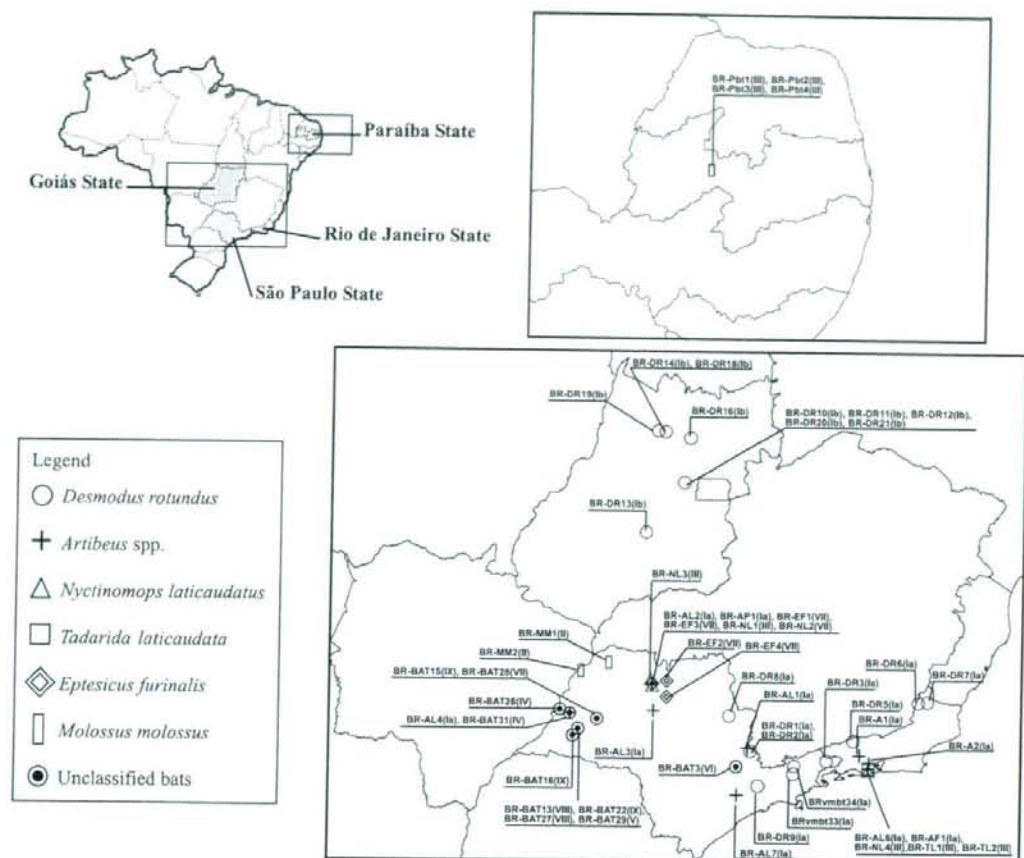 Paraíba State
Goiás State
Rio de Janeiro State
São Paulo State
BR-Pbt1(III), BR-Pbt2(III),
BR-Pbt3(III), BR-Pbt4(III)
Legend
Desmodus rotundus
Artibeus spp.
Nyctinomops laticaudatus
Tadarida laticaudata
Eptesicus furinalis
Molossus molossus
Unclassified bats
BR-DR14(Ib), BR-DR18(Ib)
BR-DR19(Ib)
BR-DR16(Ib)
BR-DR10(Ib), BR-DR11(Ib), BR-DR12(Ib),
BR-DR20(Ib), BR-DR21(Ib)
BR-DR13(Ib)
BR-NL3(III)
BR-AL2(Ia), BR-AP1(Ia), BR-EF1(VII)
BR-EF3(VII), BR-NL1(III), BR-NL2(VII)
BR-EF2(VII)
BR-EF4(VII)
BR-MM1(II)
BR-MM2(II)
BR-BAT15(IX), BR-BAT25(VII)
BR-BAT26(IV)
BR-AL4(Ia), BR-BAT31(IV)
BR-AL3(Ia)
BR-BAT16(IX)
BR-BAT13(VIII), BR-BAT22(IX)
BR-BAT27(VIII), BR-BAT29(V)
BR-DR8(Ia)
BR-AL1(Ia)
BR-DR1(Ia)
BR-DR2(Ia)
BR-BAT3(VI)
BR-DR6(Ia)
BR-DR7(Ia)
BR-DR3(Ia)
BR-DR5(Ia)
BR-A1(Ia)
BR-A2(Ia)
BRvmbt34(Ia)
BRvmbt33(Ia)
BR-DR9(Ia)
BR-AL7(Ia)
BR-AL6(Ia), BR-AF1(Ia),
BR-NL4(III), BR-TL1(III), BR-TL2(III)